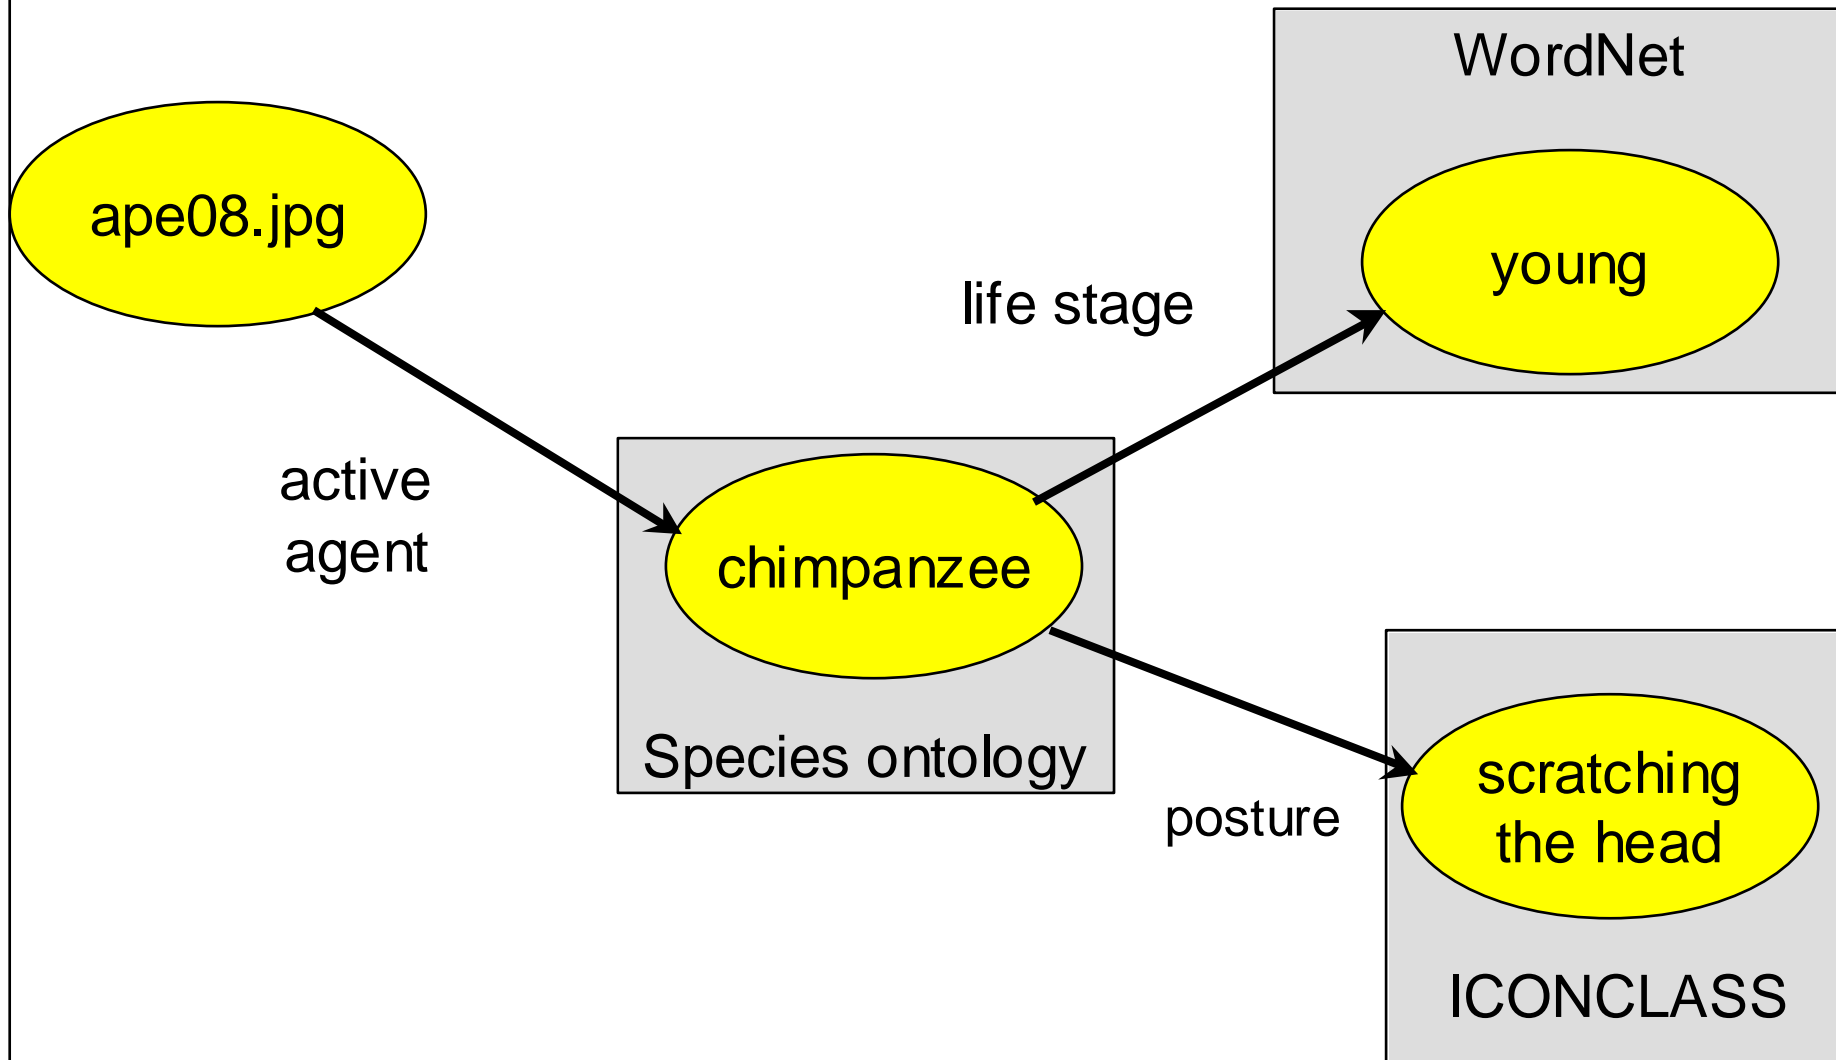 WordNet
ape08.jpg
young
life stage
active
agent
chimpanzee
Species ontology
scratching
the head
posture
ICONCLASS